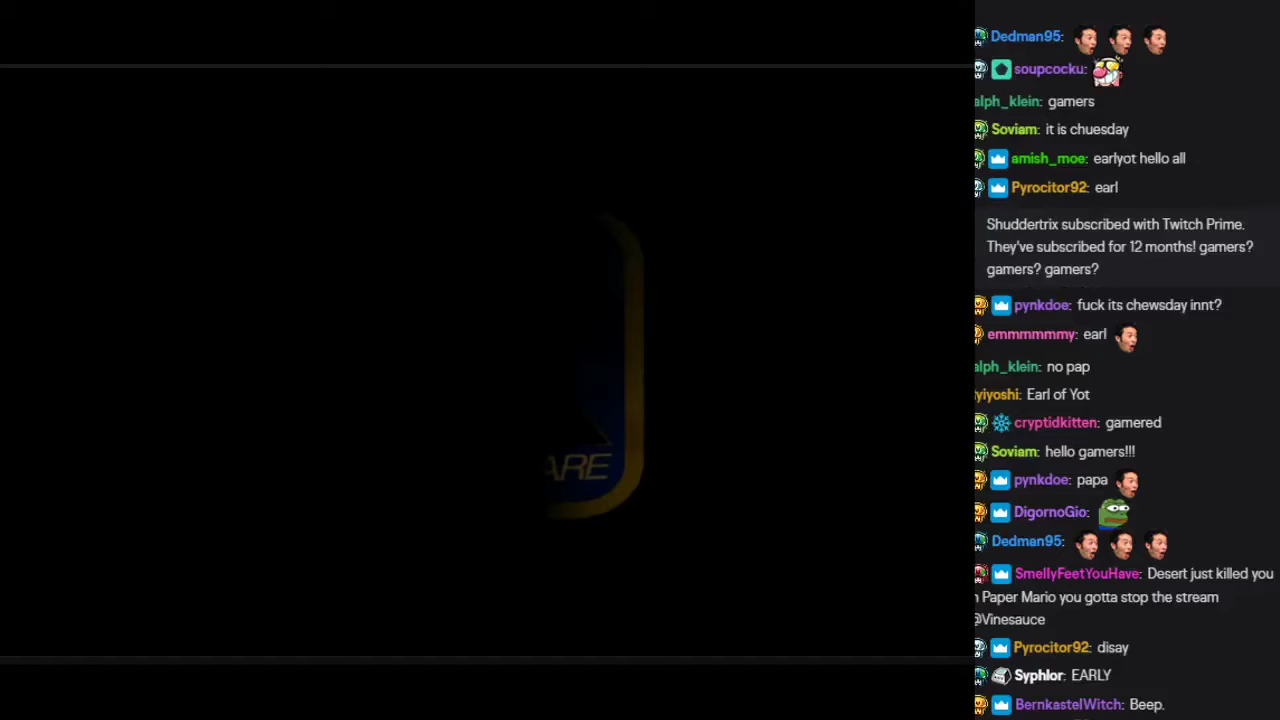 Dedman95:
soupcocku:
alph_klein: gamers
Soviam: it is chuesday
amish_moe: earlyot hello all
Pyrocitor92: earl
Shuddertrix subscribed with Twitch Prime.
They've subscribed for 12 months! gamers?
gamers? gamers?
pynkdoe: fuck its chewsday innt?
emmmmmmy: earl
alph_klein: no pap
yiyoshi: Earl of Yot
cryptidkitten: gamered
Soviam: hello gamers!!!
pynkdoe: papa
DigornoGio:
Dedman95:
SmellyFeetYouHave: Desert just killed you
n Paper Mario you gotta stop the stream
@Vinesauce
Pyrocitor92: disay
Syphlor: EARLY
BernkastelWitch: Beep.
ARE